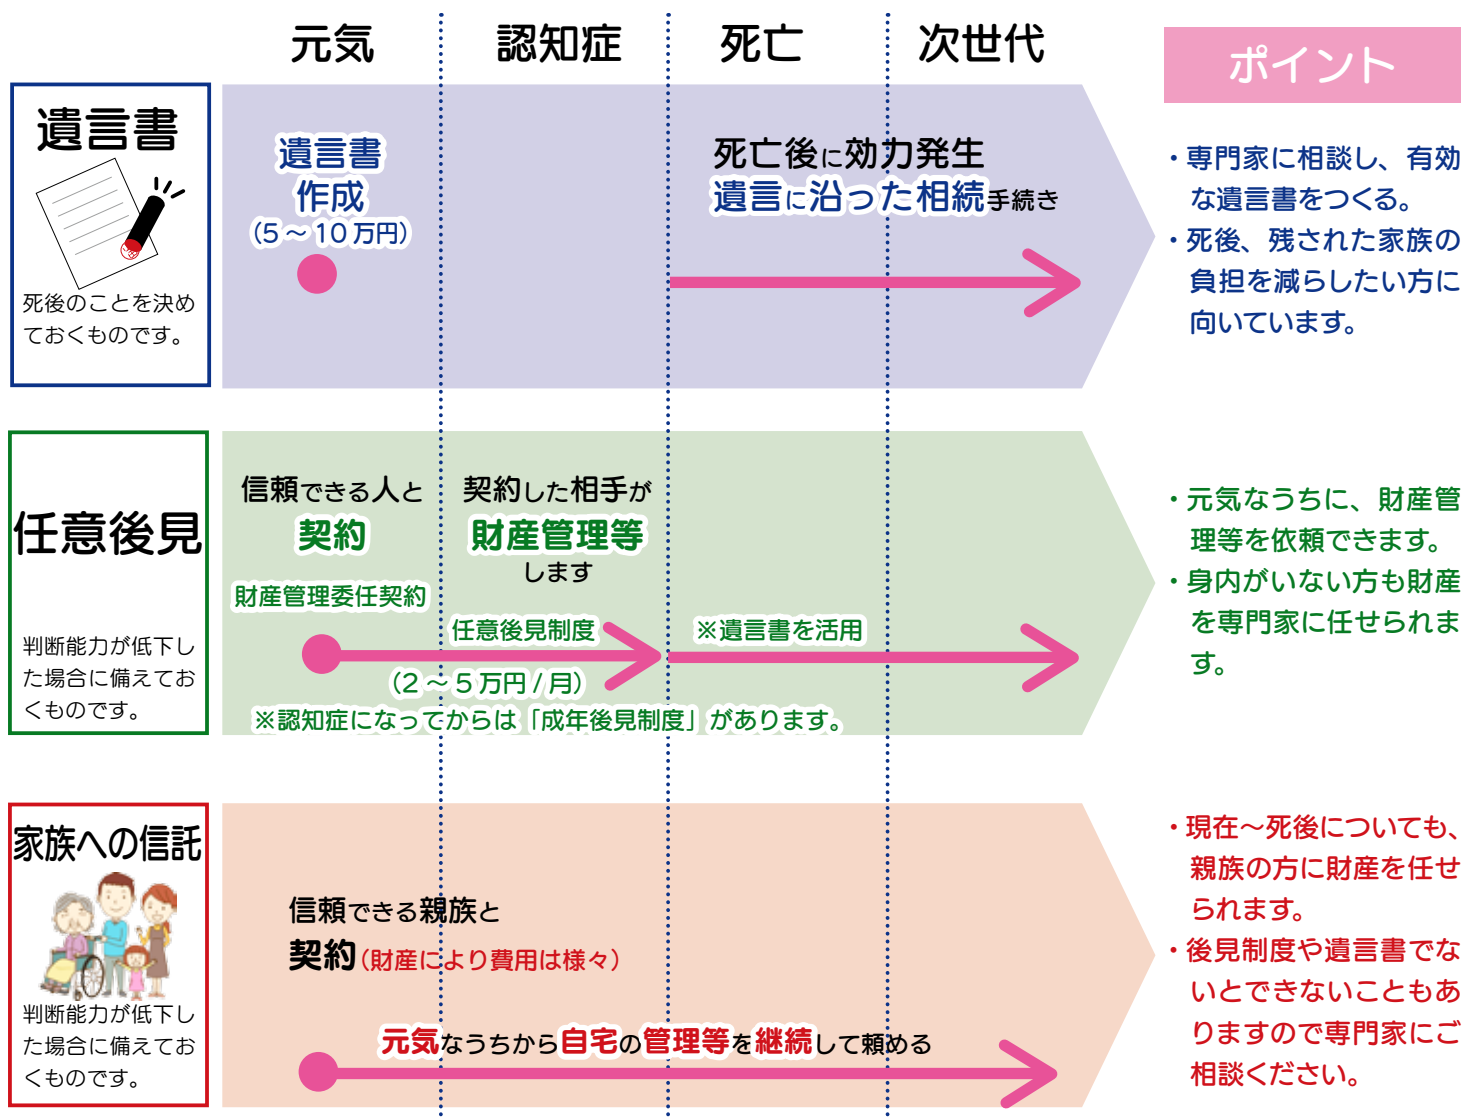 元気
認知症
死亡
次世代
ポイント
遺言書
死後のことを決め
ておくものです。
遺言書
作成
（5～10万円）
死亡後に効力発生
遺言に沿った相続手続き
・専門家に相談し、有効
な遺言書をつくる。
・死後、残された家族の
負担を減らしたい方に
向いています。
任意後見
判断能力が低下し
た場合に備えてお
くものです。
信頼できる人と
契約
財産管理委任契約
契約した相手が
財産管理等
します
任意後見制度
（2～5万円/月）
※遺言書を活用
※認知症になってからは「成年後見制度」があります。
・元気なうちに、財産管
理等を依頼できます。
・身内がいない方も財産
を専門家に任せられま
す。
家族への信託
判断能力が低下し
た場合に備えてお
くものです。
信頼できる親族と
契約（財産により費用は様々）
元気なうちから自宅の管理等を継続して頼める
・現在～死後についても、
親族の方に財産を任せ
られます。
・後見制度や遺言書でな
いとできないこともあ
りますので専門家にご
相談ください。